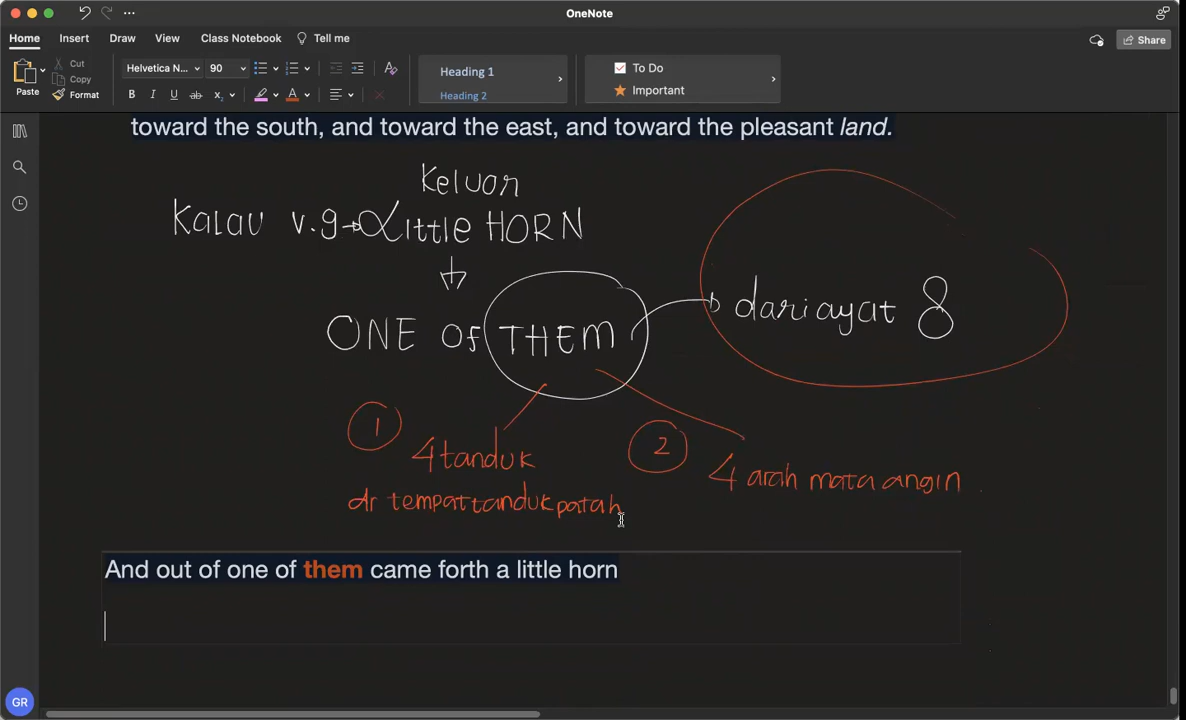 OneNote
Home Insert Draw View Class Notebook Tell me Share
Paste Cut Copy Format
Helvetica N... 90
B I U ab x A
Heading 1
Heading 2
To Do
Important
toward the south, and toward the east, and toward the pleasant land.
Keluar
Kalau v.9 → Little HORN
ONE Of THEM → dari ayat 8
1 4 tanduk
dr tempat tanduk patah
2 4 arah mata angin
And out of one of them came forth a little horn
GR